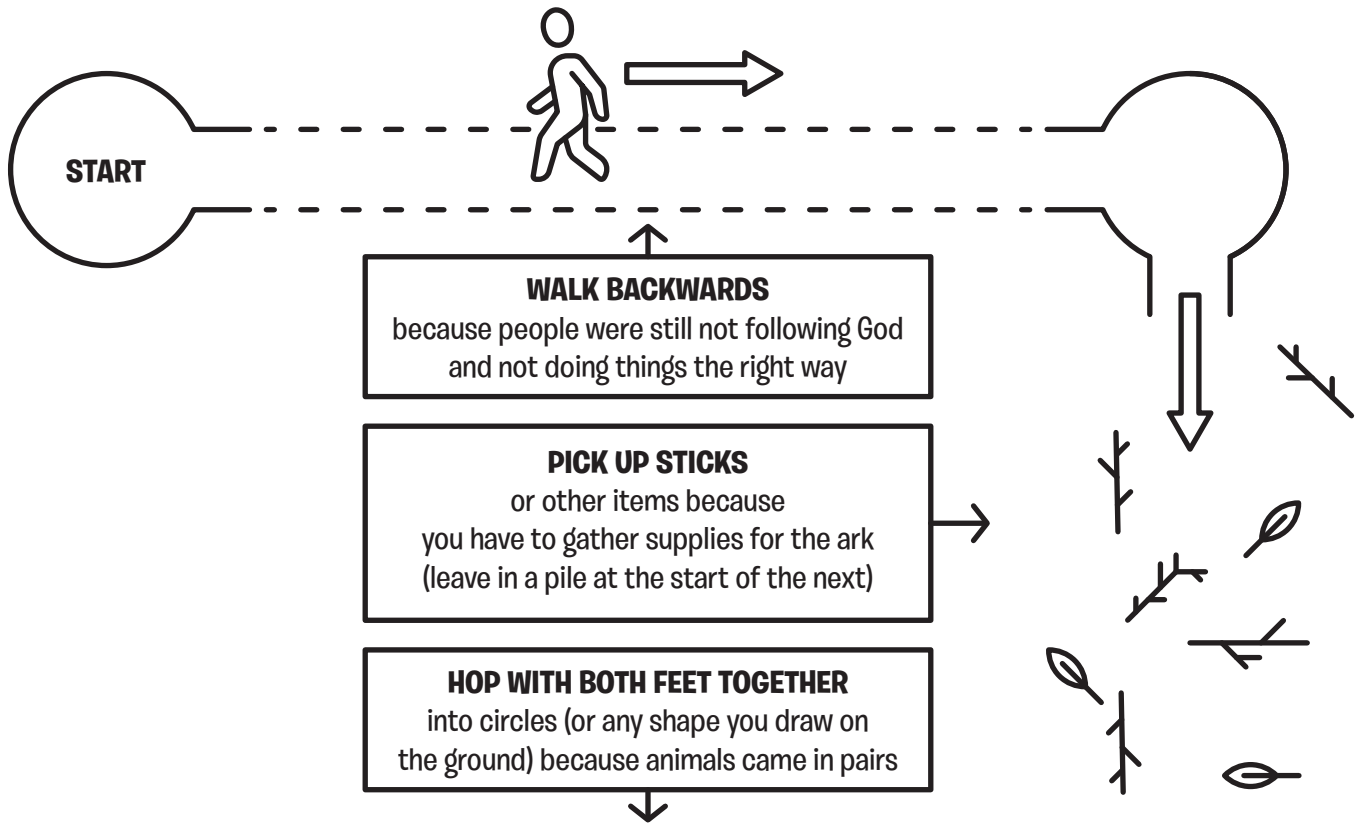 START
WALK BACKWARDS
because people were still not following God
and not doing things the right way
PICK UP STICKS
or other items because
you have to gather supplies for the ark
(leave in a pile at the start of the next)
HOP WITH BOTH FEET TOGETHER
into circles (or any shape you draw on
the ground) because animals came in pairs